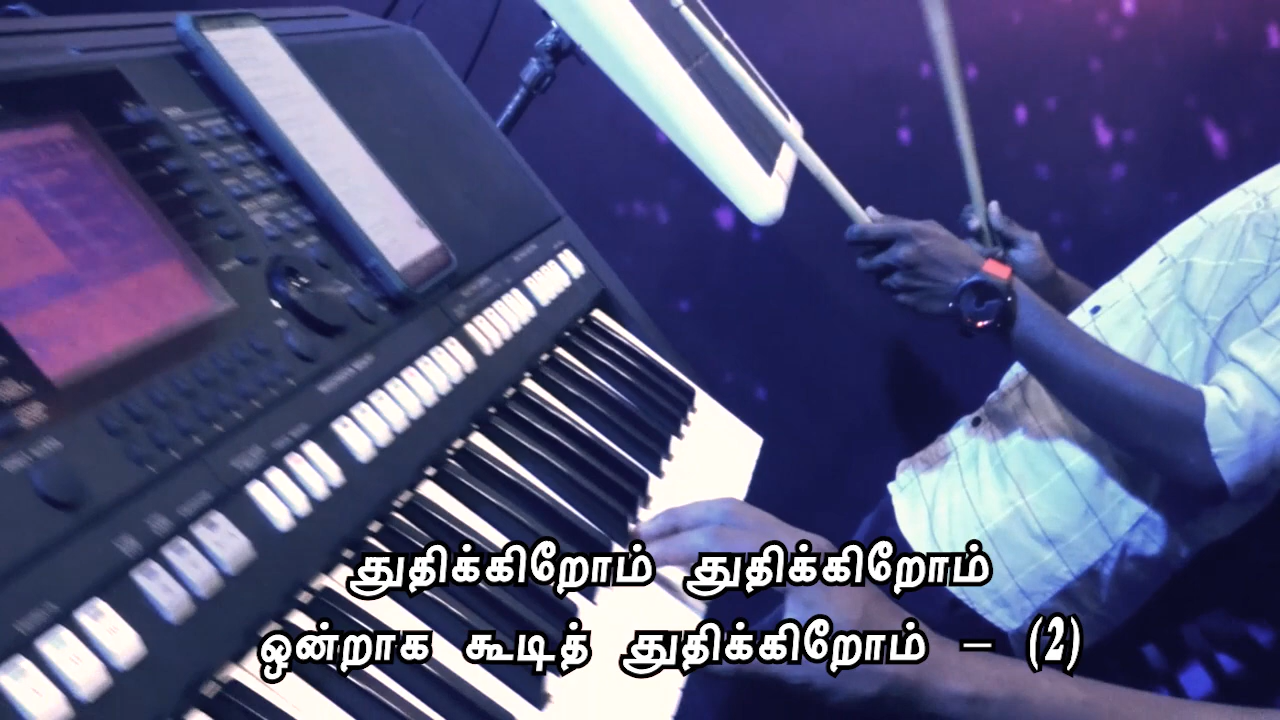 துதிக்கிறோம் துதிக்கிறோம்
ஒன்றாக கூடித் துதிக்கிறோம் – (2)